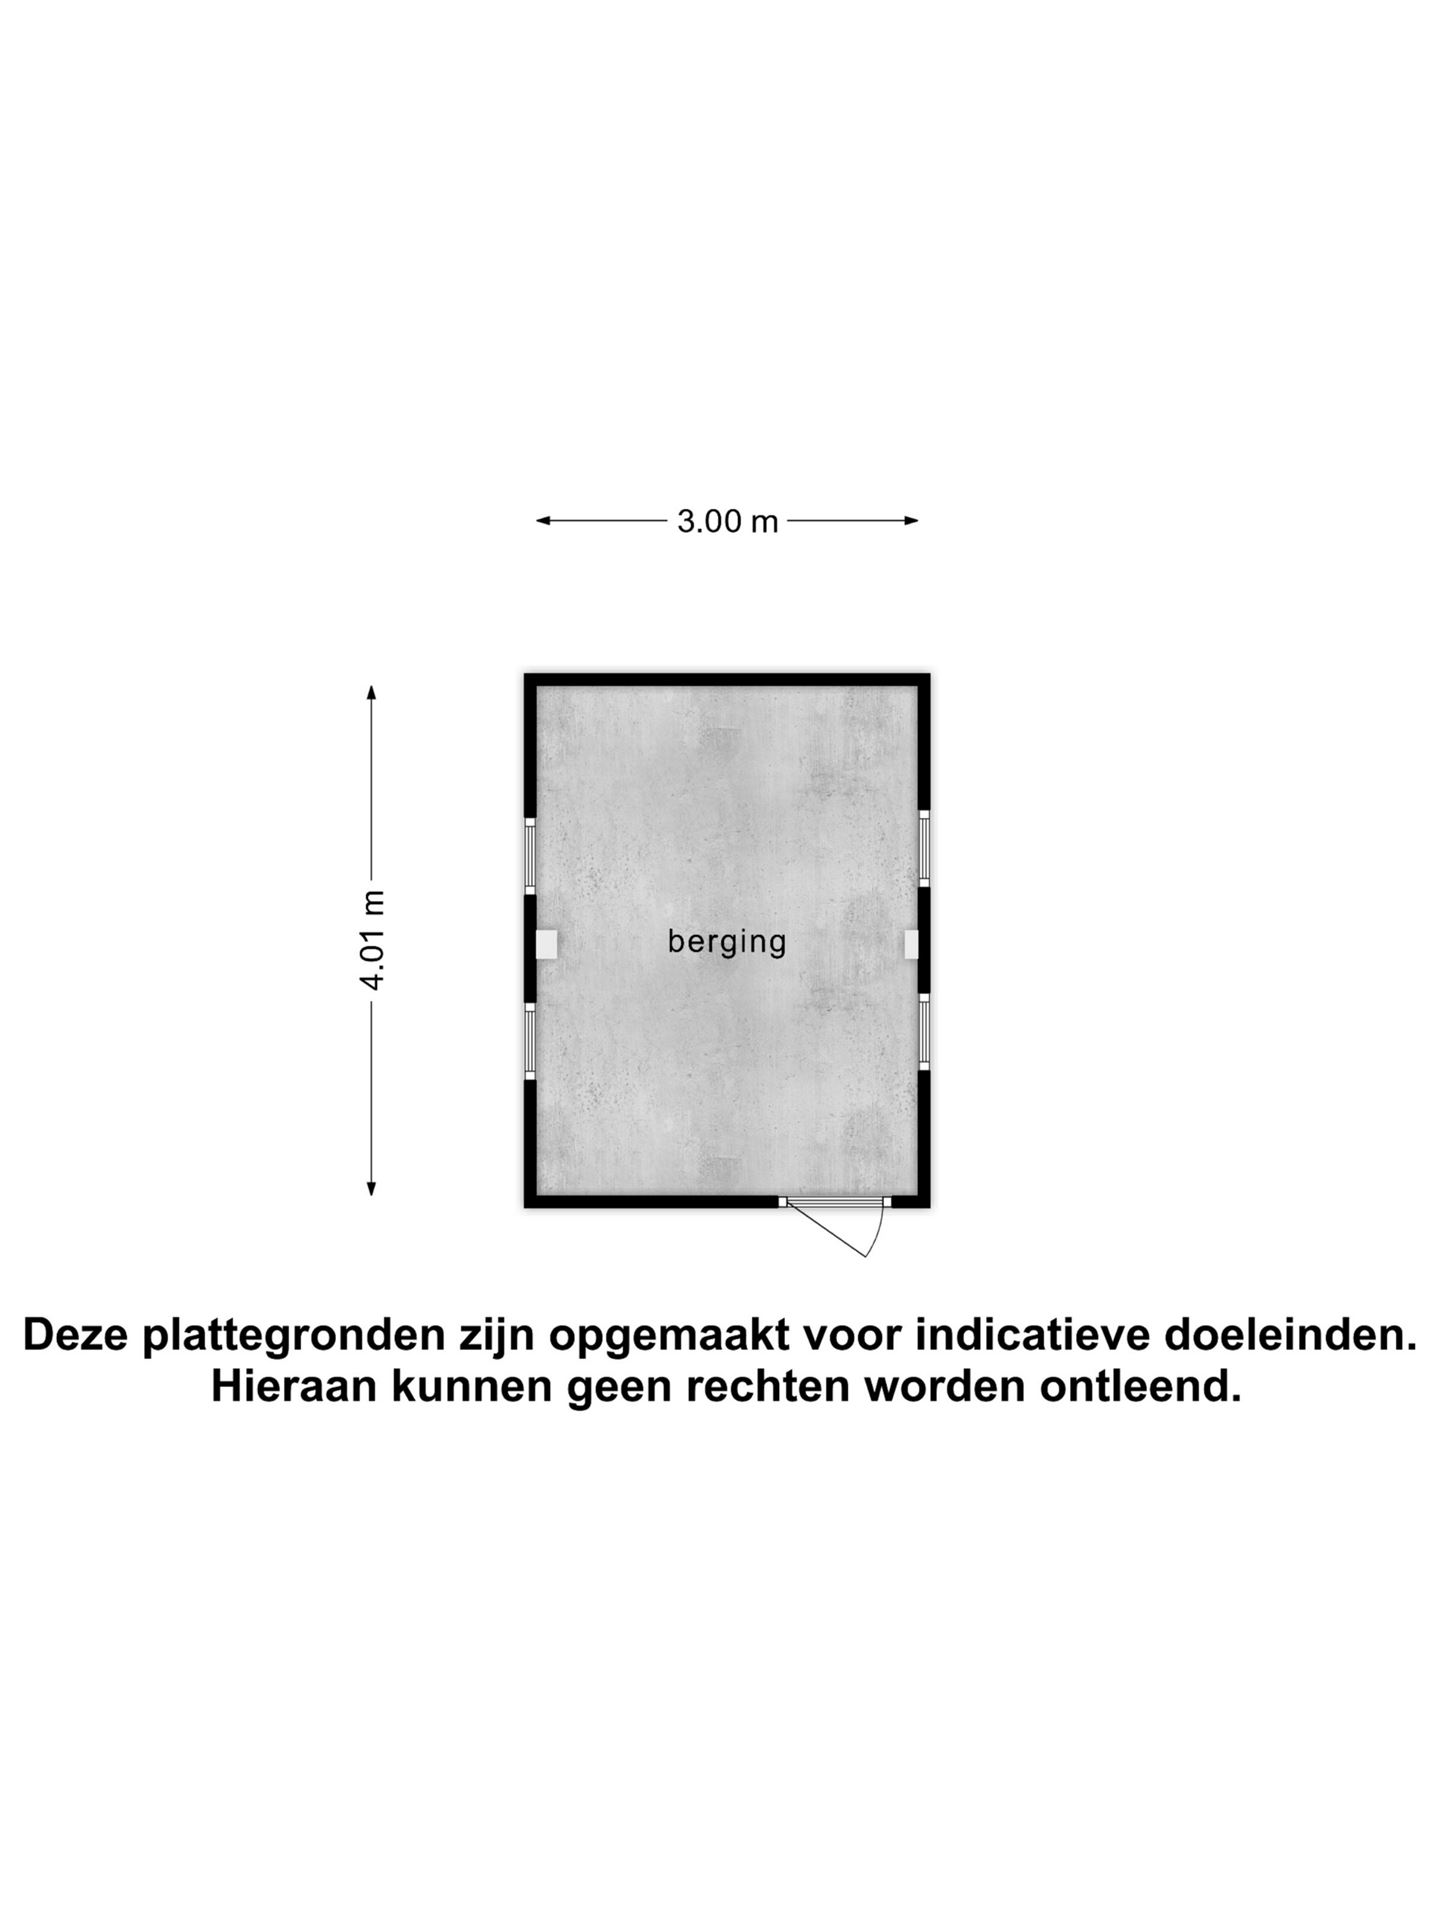 3.00 m
4.01 m
berging
Deze plattegronden zijn opgemaakt voor indicatieve doeleinden.
Hieraan kunnen geen rechten worden ontleend.